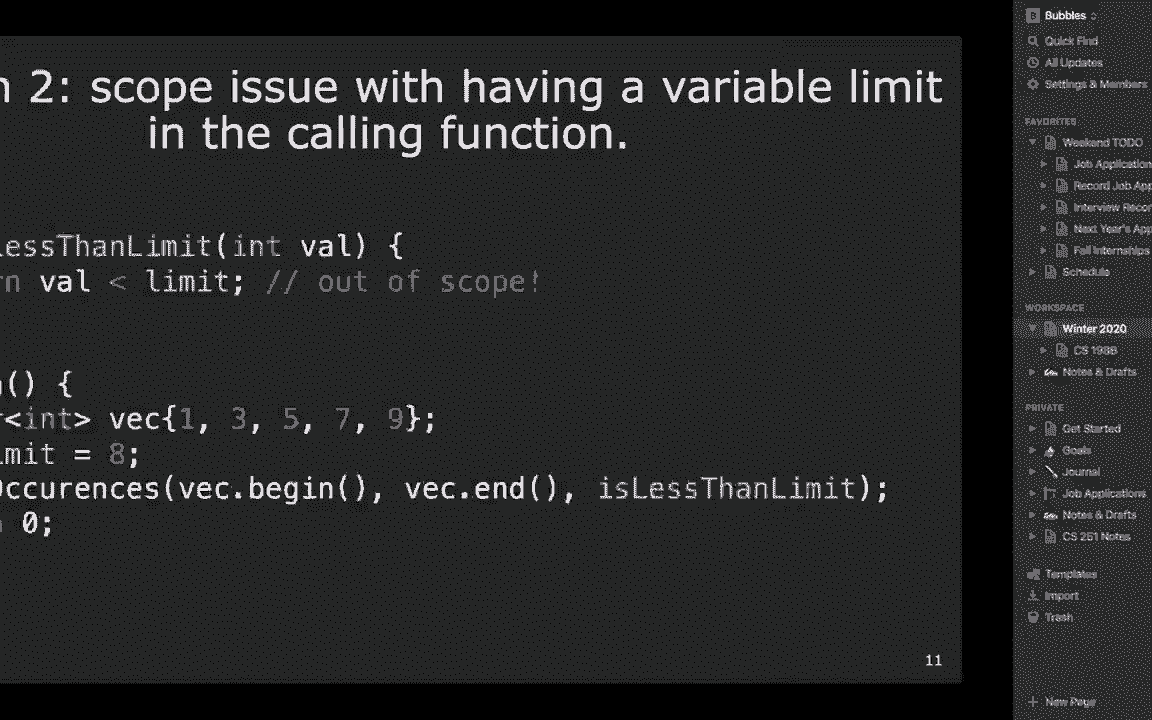 n 2: scope issue with having a variable limit
in the calling function.
LessThanLimit(int val) {
rn val < limit; // out of scope!
() {
r<int> vec{1, 3, 5, 7, 9};
imit = 8;
Occurences(vec.begin(), vec.end(), isLessThanLimit);
0;
11
Bubbles
Quick Find
All Updates
Settings & Members
FAVORITES
Weekend TODO
Job Application
Record Job App
Interview Recor
Next Year's App
Fall Internships
Schedule
WORKSPACE
Winter 2020
CS 198B
Notes & Drafts
PRIVATE
Get Started
Goals
Journal
Job Applications
Notes & Drafts
CS 251 Notes
Templates
Import
Trash
+ New Page